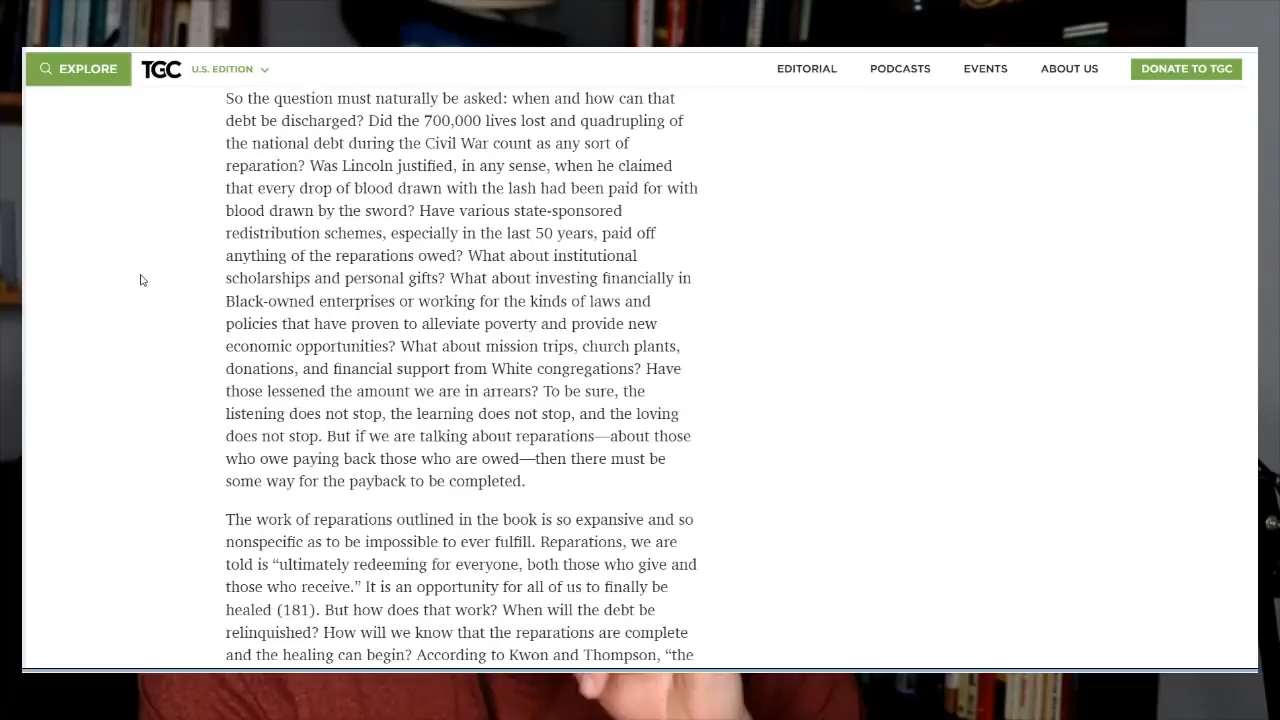 EXPLORE TGC U.S. EDITION EDITORIAL PODCASTS EVENTS ABOUT US DONATE TO TGC
So the question must naturally be asked: when and how can that
debt be discharged? Did the 700,000 lives lost and quadrupling of
the national debt during the Civil War count as any sort of
reparation? Was Lincoln justified, in any sense, when he claimed
that every drop of blood drawn with the lash had been paid for with
blood drawn by the sword? Have various state-sponsored
redistribution schemes, especially in the last 50 years, paid off
anything of the reparations owed? What about institutional
scholarships and personal gifts? What about investing financially in
Black-owned enterprises or working for the kinds of laws and
policies that have proven to alleviate poverty and provide new
economic opportunities? What about mission trips, church plants,
donations, and financial support from White congregations? Have
those lessened the amount we are in arrears? To be sure, the
listening does not stop, the learning does not stop, and the loving
does not stop. But if we are talking about reparations—about those
who owe paying back those who are owed—then there must be
some way for the payback to be completed.
The work of reparations outlined in the book is so expansive and so
nonspecific as to be impossible to ever fulfill. Reparations, we are
told is “ultimately redeeming for everyone, both those who give and
those who receive.” It is an opportunity for all of us to finally be
healed (181). But how does that work? When will the debt be
relinquished? How will we know that the reparations are complete
and the healing can begin? According to Kwon and Thompson, “the